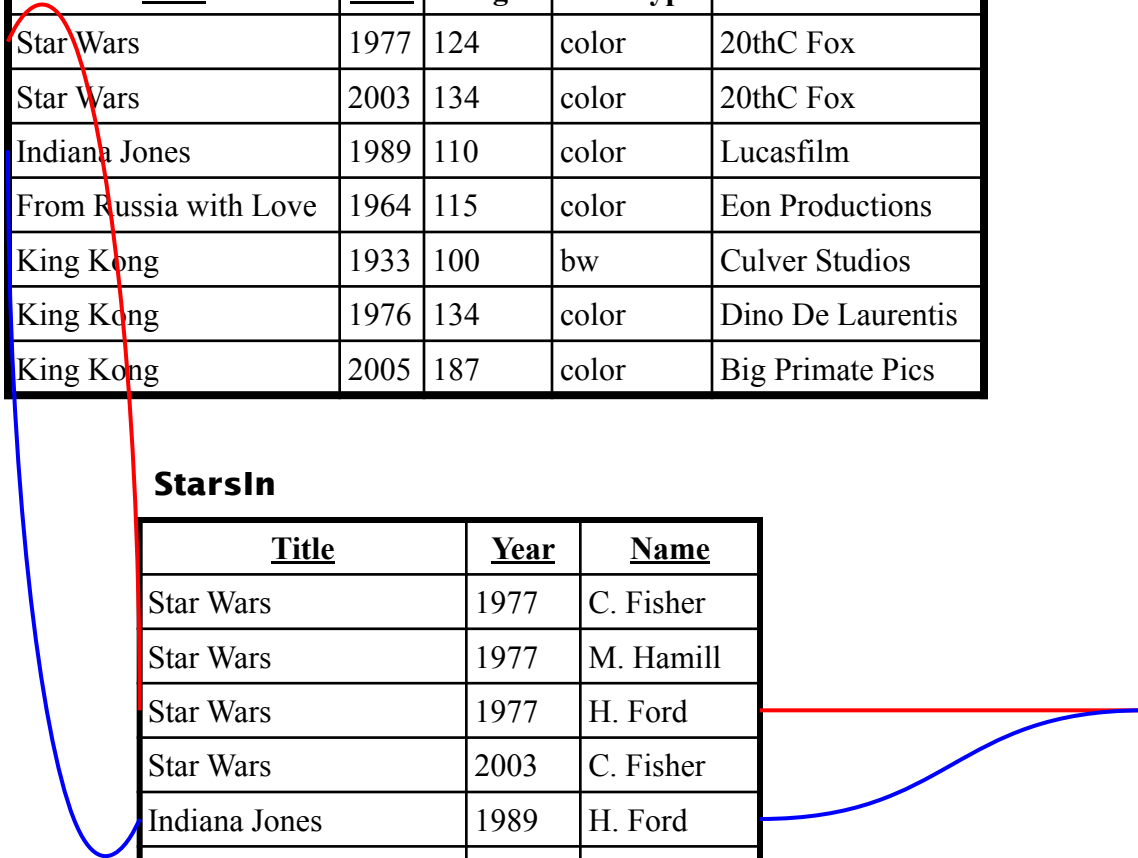 Star Wars 1977 124 color 20thC Fox
Star Wars 2003 134 color 20thC Fox
Indiana Jones 1989 110 color Lucasfilm
From Russia with Love 1964 115 color Eon Productions
King Kong 1933 100 bw Culver Studios
King Kong 1976 134 color Dino De Laurentis
King Kong 2005 187 color Big Primate Pics
StarsIn
Title Year Name
Star Wars 1977 C. Fisher
Star Wars 1977 M. Hamill
Star Wars 1977 H. Ford
Star Wars 2003 C. Fisher
Indiana Jones 1989 H. Ford